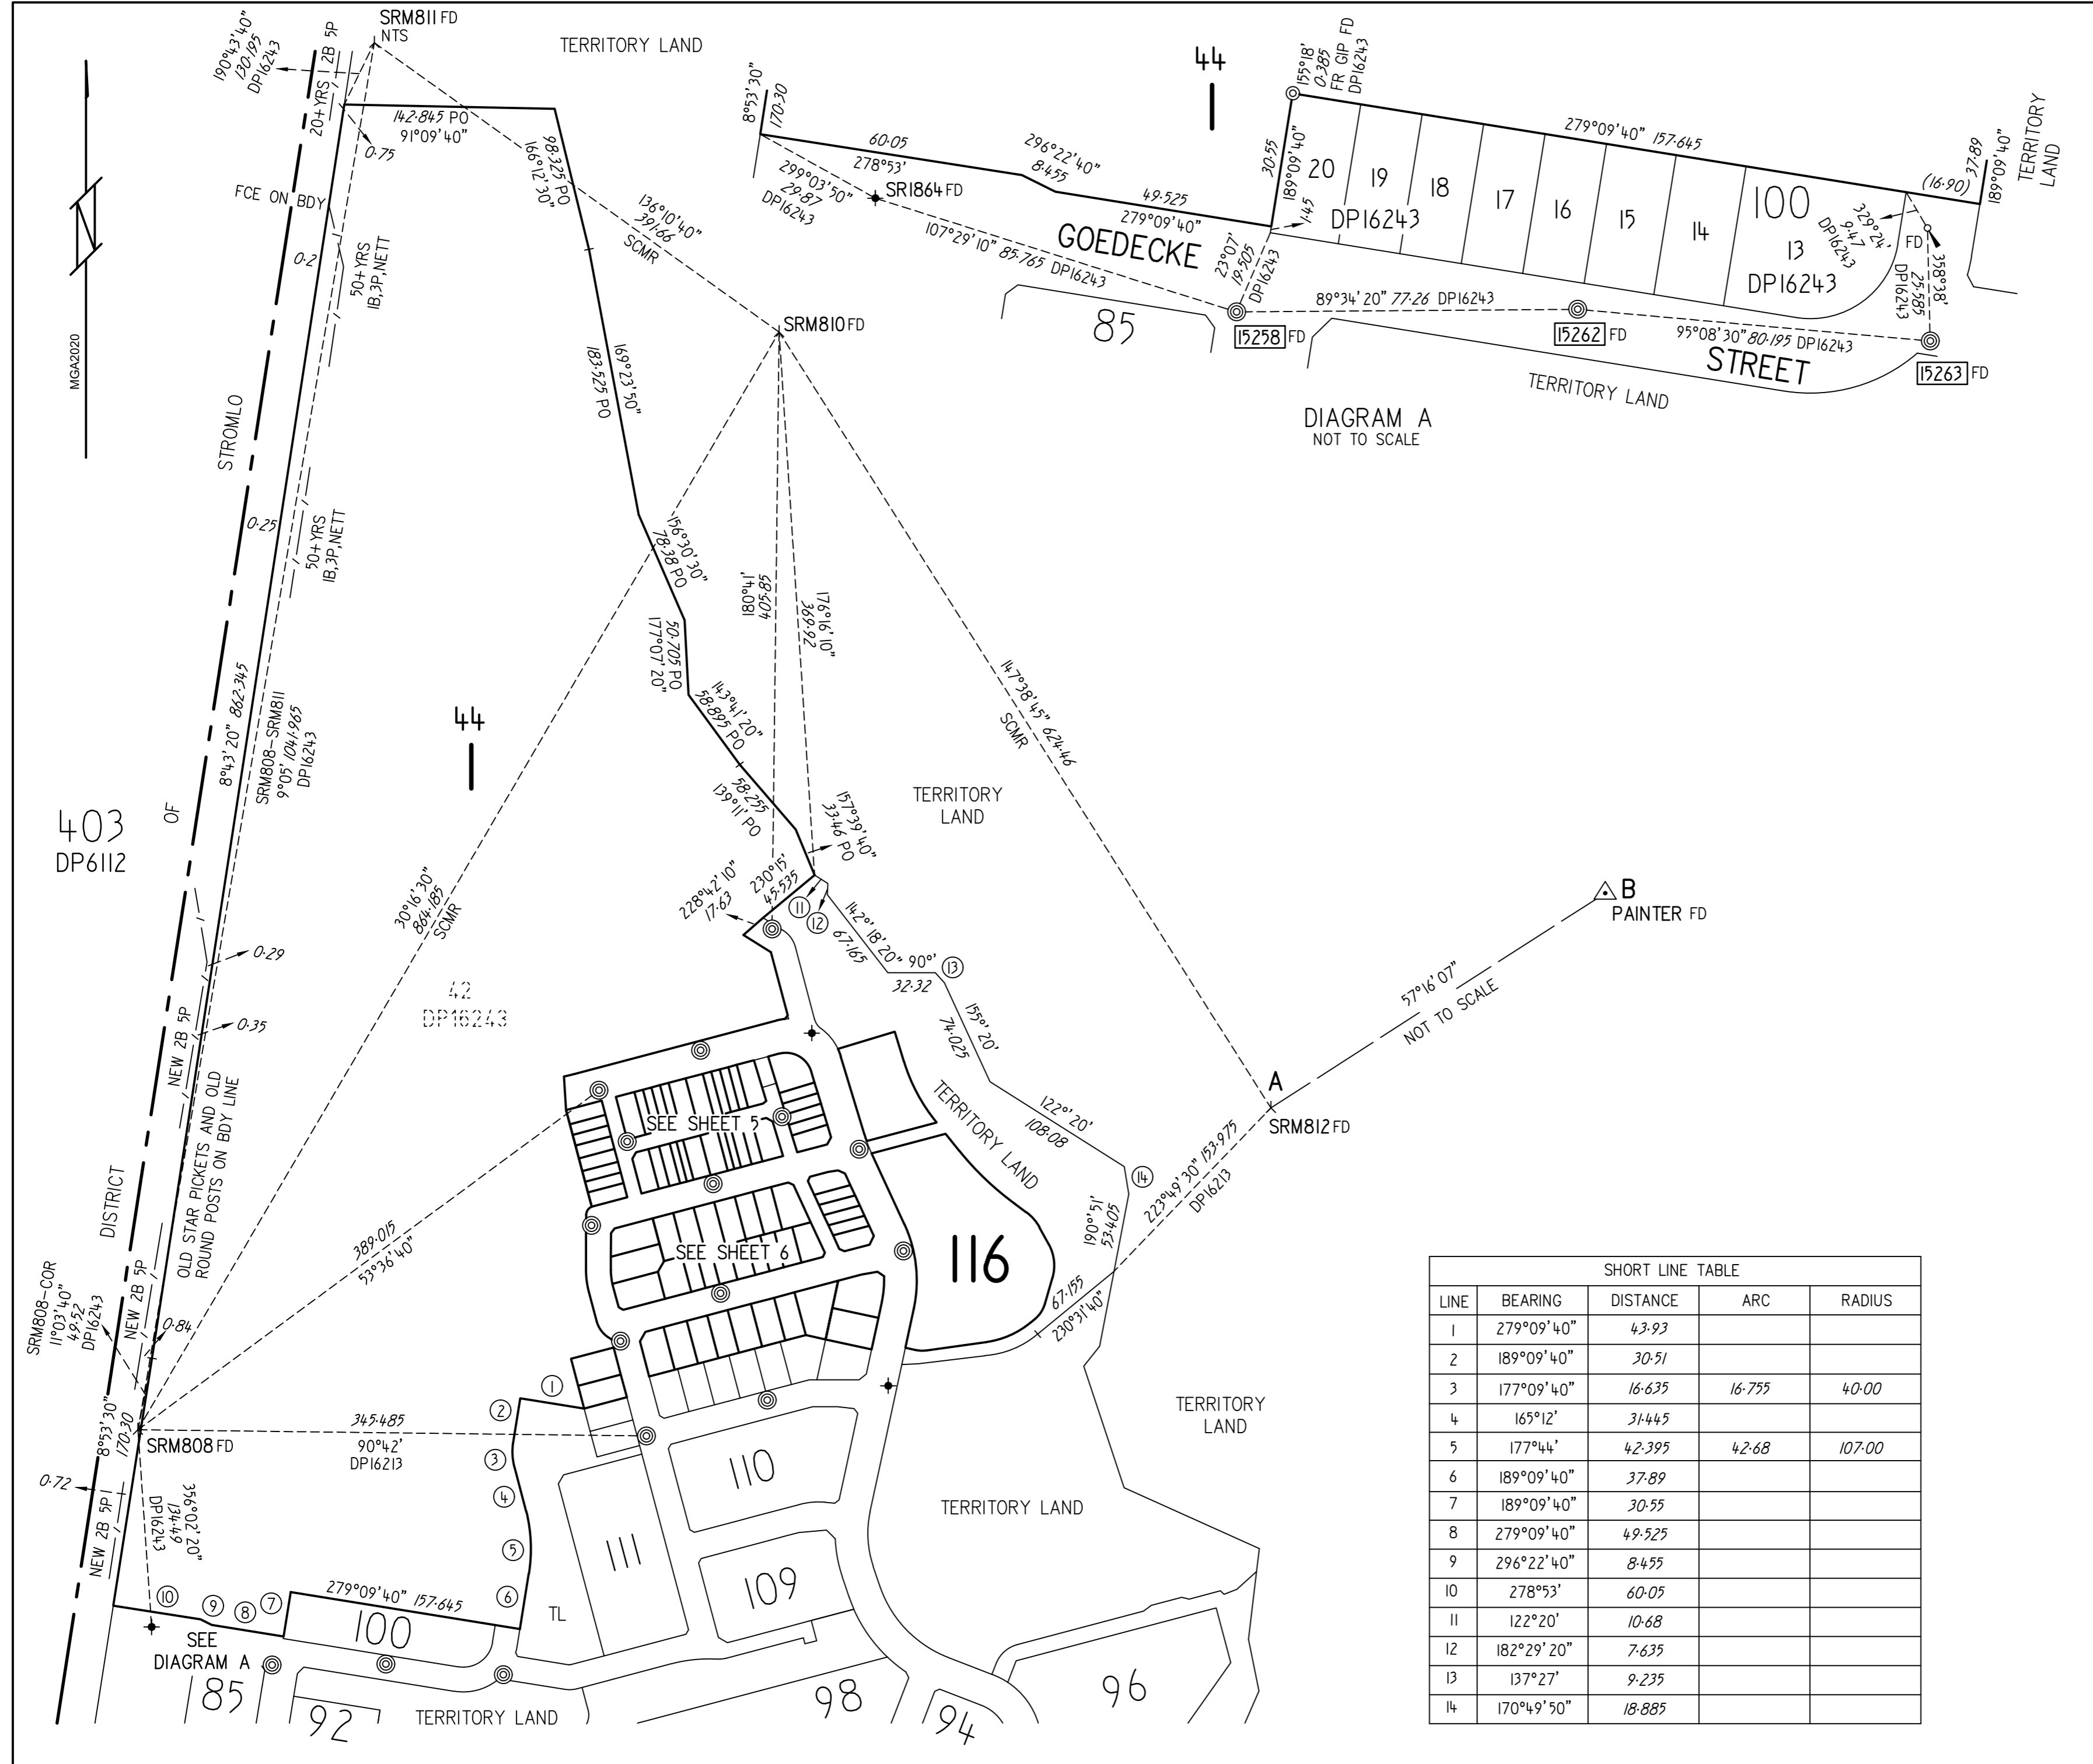 SRM811 FD
NTS
TERRITORY LAND
190°43'40"
130·195
DP16243
20+YRS 2B 5P
142·845 PO
91°09'40"
0·75
FCE ON BDY
98·325 PO
166°12'30"
136°10'40"
391·66
SCMR
0·2
50+YRS
1B,3P,NETT
MGA2020
SRM810 FD
169°23'50"
183·525 PO
STROMLO
0·25
50+YRS
1B,3P,NETT
156°30'30"
78·38 PO
180°41'
405·85
176°16'10"
369·92
50·705 PO
177°07'20"
8°43'20" 862·345
SRM808-SRM811
9°05' 1041·965
DP16243
44
143°41'20"
58·895 PO
147°38'45" 624·46
SCMR
58·255
139°11' PO
157°39'40"
33·46 PO
TERRITORY
LAND
403
DP6112
OF
30°16'30"
864·185
SCMR
228°42'10"
17·63
230°15'
45·535
11
12
142°18'20"
67·165
90°'
32·32
13
0·29
42
DP16243
155°'20'
74·025
0·35
NEW 2B 5P
OLD STAR PICKETS AND OLD
ROUND POSTS ON BDY LINE
B
PAINTER FD
57°16'07"
NOT TO SCALE
A
SRM812 FD
SEE SHEET 5
TERRITORY LAND
122°'20'
108·08
14
223°49'30" 153·975
DP16213
190°'51'
53·405
DISTRICT
389·015
53°36'40"
SEE SHEET 6
116
67·155
230°31'40"
SRM808-COR
11°03'40"
49·52
DP16243
NEW 2B 5P
0·84
1
2
3
4
5
6
8°53'30"
170·30
SRM808 FD
345·485
90°42'
DP16213
110
TERRITORY
LAND
0·72
NEW 2B 5P
356°02'20"
134·49
DP16243
111
109
TERRITORY LAND
10
9
8
7
279°09'40" 157·645
100
TL
SEE
DIAGRAM A
85
92
TERRITORY LAND
98
94
96
44
8°53'30"
170·30
60·05
278°53'
296°22'40"
8·455
299°03'50"
29·87
DP16243
SR1864 FD
49·525
279°09'40"
107°29'10" 85·765 DP16243
GOEDECKE
155°18'
0·385
FR GIP FD
DP16243
30·55
189°09'40"
1·45
279°09'40" 157·645
20
19
18
17
16
15
14
100
13
DP16243
DP16243
(16·90)
37·89
189°09'40"
TERRITORY
LAND
329°24'
9·47
DP16243
FD
358°38'
25·585
DP16243
23°07'
19·505
DP16243
89°34'20" 77·26 DP16243
85
15258 FD
15262 FD
95°08'30" 80·195 DP16243
STREET
15263 FD
TERRITORY LAND
DIAGRAM A
NOT TO SCALE
SHORT LINE TABLE
LINE BEARING DISTANCE ARC RADIUS
1 279°09'40" 43·93
2 189°09'40" 30·51
3 177°09'40" 16·635 16·755 40·00
4 165°12' 31·445
5 177°44' 42·395 42·68 107·00
6 189°09'40" 37·89
7 189°09'40" 30·55
8 279°09'40" 49·525
9 296°22'40" 8·455
10 278°53' 60·05
11 122°20' 10·68
12 182°29'20" 7·635
13 137°27' 9·235
14 170°49'50" 18·885